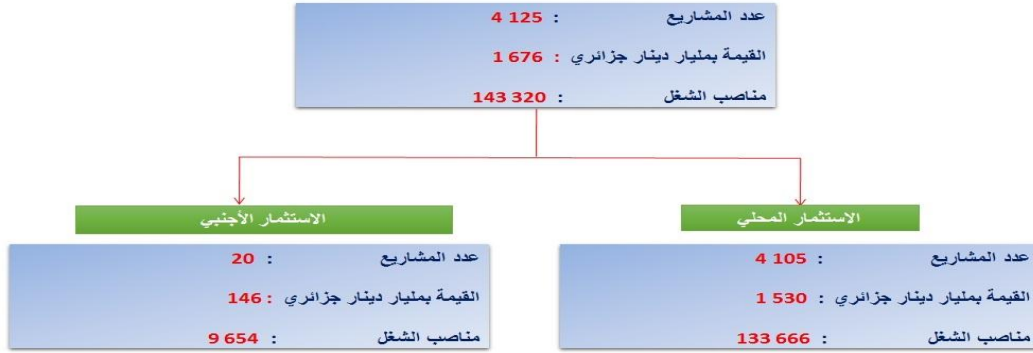 عدد المشاريع : 4 125
القيمة بمليار دينار جزائري : 1 676
مناصب الشغل : 143 320
الاستثمار المحلي
عدد المشاريع : 4 105
القيمة بمليار دينار جزائري : 1 530
مناصب الشغل : 133 666
الاستثمار الأجنبي
عدد المشاريع : 20
القيمة بمليار دينار جزائري : 146
مناصب الشغل : 9 654